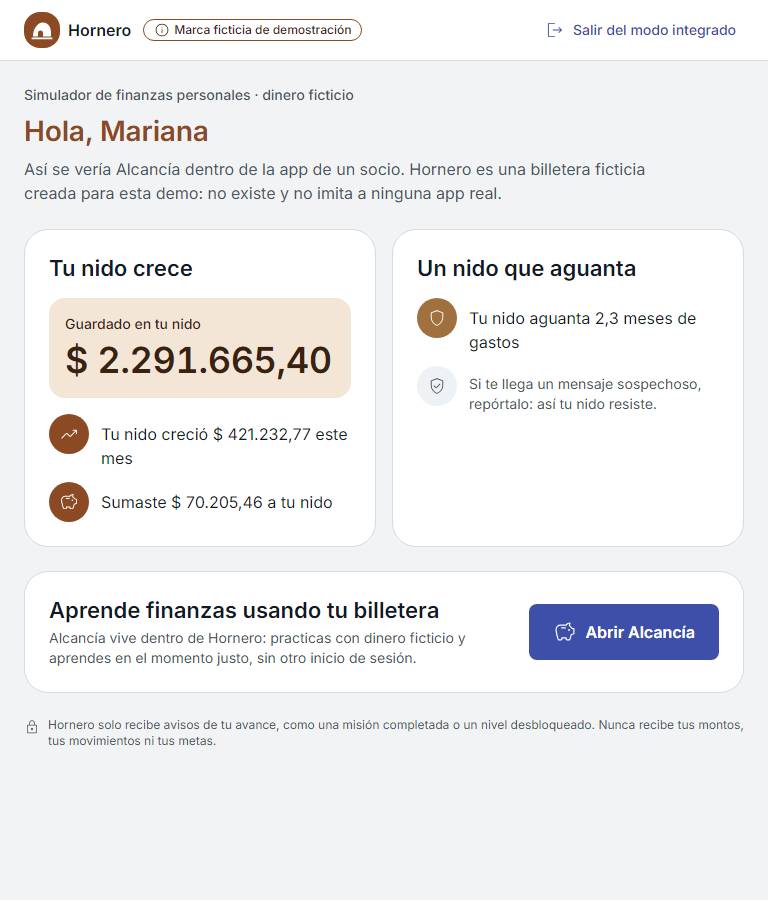 Hornero
Marca ficticia de demostración
Salir del modo integrado
Simulador de finanzas personales · dinero ficticio
Hola, Mariana
Así se vería Alcancía dentro de la app de un socio. Hornero es una billetera ficticia
creada para esta demo: no existe y no imita a ninguna app real.
Tu nido crece
Guardado en tu nido
$ 2.291.665,40
Tu nido creció $ 421.232,77 este
mes
Sumaste $ 70.205,46 a tu nido
Un nido que aguanta
Tu nido aguanta 2,3 meses de
gastos
Si te llega un mensaje sospechoso,
repórtalo: así tu nido resiste.
Aprende finanzas usando tu billetera
Alcancía vive dentro de Hornero: practicas con dinero ficticio y
aprendes en el momento justo, sin otro inicio de sesión.
Abrir Alcancía
Hornero solo recibe avisos de tu avance, como una misión completada o un nivel desbloqueado. Nunca recibe tus montos,
tus movimientos ni tus metas.